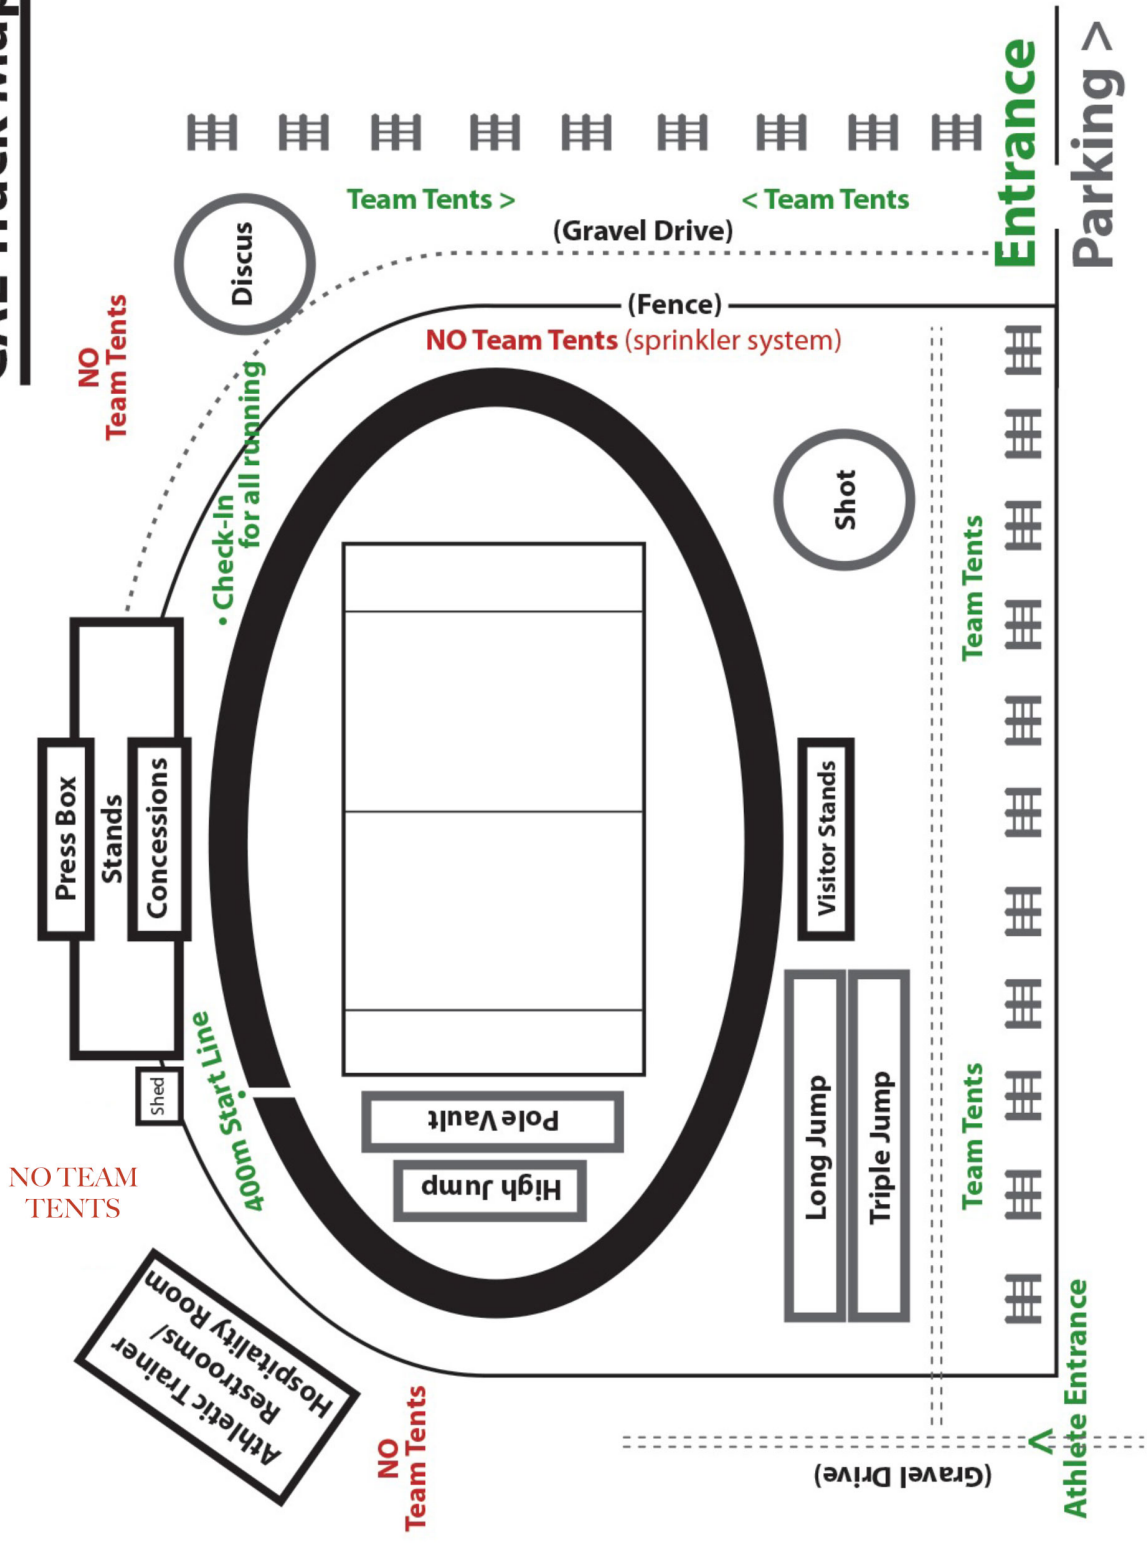 Entrance
Parking >
Team Tents >
< Team Tents
(Gravel Drive)
(Fence)
NO Team Tents (sprinkler system)
Discus
NO
Team Tents
• Check-In
for all running
Shot
Team Tents
Press Box
Stands
Concessions
Visitor Stands
Shed
400m Start Line
Pole Vault
High Jump
Long Jump
Triple Jump
Team Tents
NO TEAM
TENTS
Athletic Trainer
Restrooms/
Hospitality Room
NO
Team Tents
(Gravel Drive)
<
Athlete Entrance